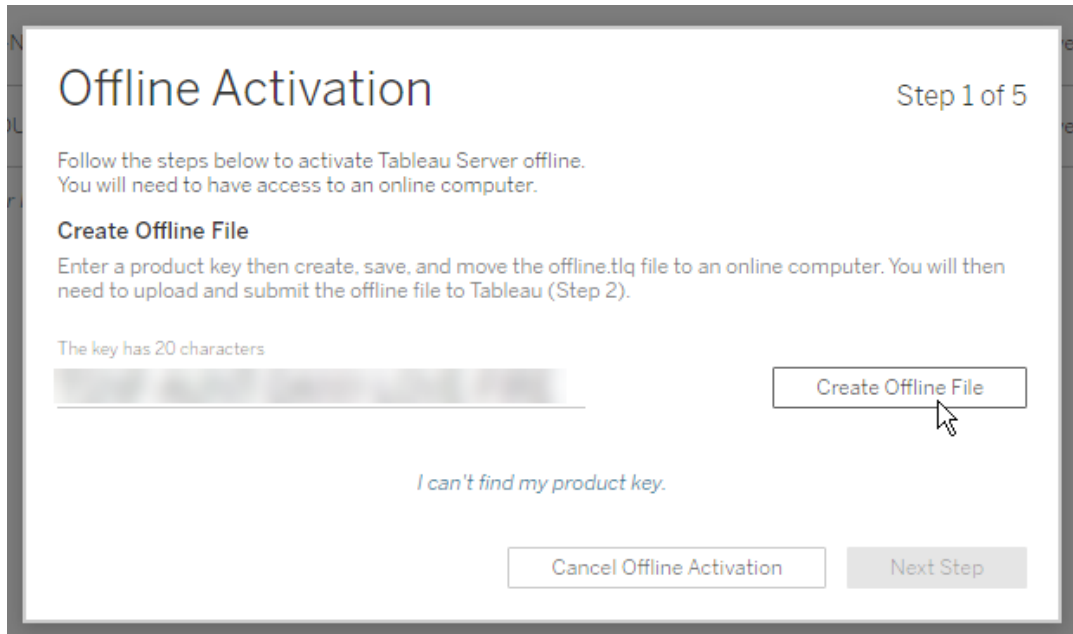 Offline Activation
Step 1 of 5
Follow the steps below to activate Tableau Server offline.
You will need to have access to an online computer.
Create Offline File
Enter a product key then create, save, and move the offline.tlq file to an online computer. You will then
need to upload and submit the offline file to Tableau (Step 2).
The key has 20 characters
Create Offline File
I can't find my product key.
Cancel Offline Activation
Next Step